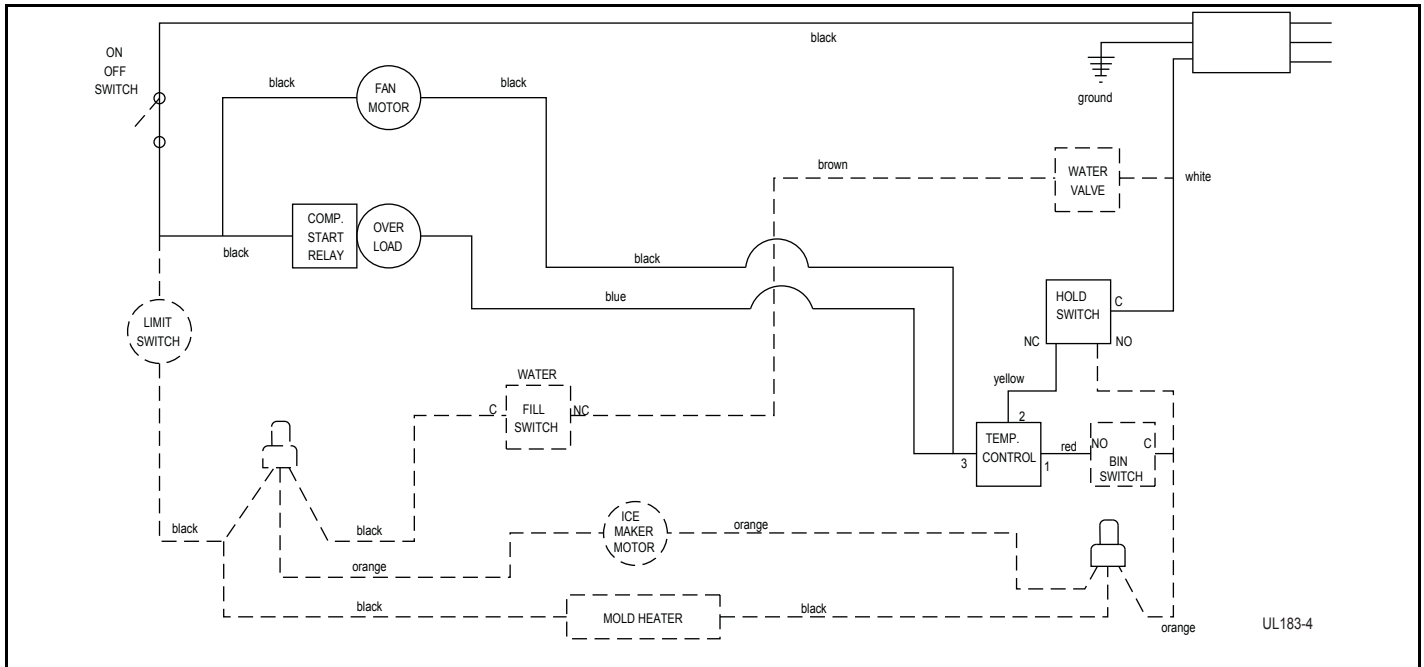 black
ON
OFF
SWITCH
black
FAN
MOTOR
black
ground
brown
WATER
VALVE
white
COMP.
START
RELAY
OVER
LOAD
black
black
blue
HOLD
SWITCH
C
NC
NO
LIMIT
SWITCH
WATER
C
FILL
SWITCH
NC
yellow
2
TEMP.
CONTROL
3
1
red
NO
C
BIN
SWITCH
black
black
orange
ICE
MAKER
MOTOR
orange
black
MOLD HEATER
black
orange
UL183-4